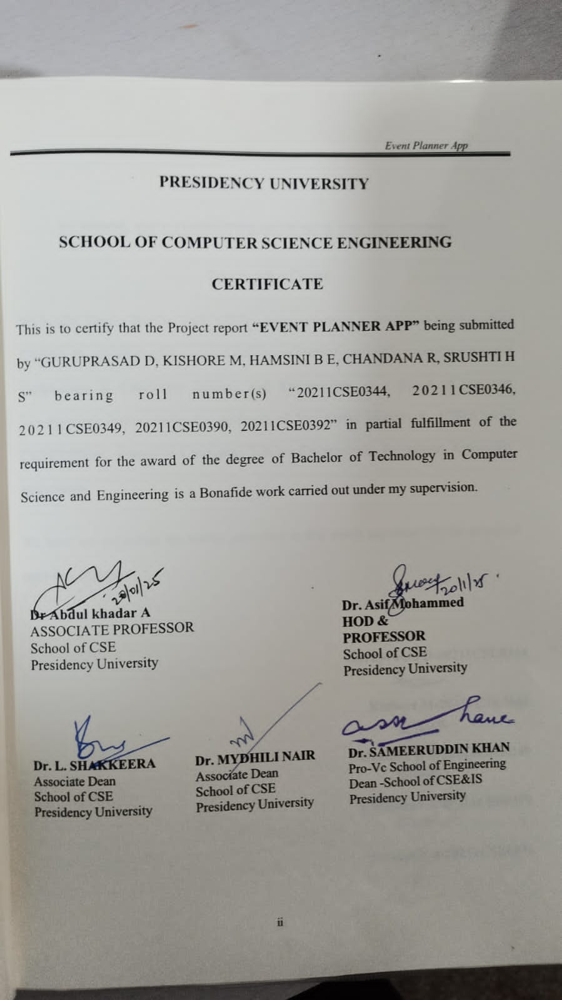 Event Planner App
PRESIDENCY UNIVERSITY
SCHOOL OF COMPUTER SCIENCE ENGINEERING
CERTIFICATE
This is to certify that the Project report “EVENT PLANNER APP” being submitted
by “GURUPRASAD D, KISHORE M, HAMSINI B E, CHANDANA R, SRUSHTI H
S” bearing roll number(s) “20211CSE0344, 20211CSE0346,
20211CSE0349, 20211CSE0390, 20211CSE0392” in partial fulfillment of the
requirement for the award of the degree of Bachelor of Technology in Computer
Science and Engineering is a Bonafide work carried out under my supervision.
20/01/25
Dr Abdul khadar A
ASSOCIATE PROFESSOR
School of CSE
Presidency University
20/1/25
Dr. Asif Mohammed
HOD &
PROFESSOR
School of CSE
Presidency University
Dr. L. SHAKKEERA
Associate Dean
School of CSE
Presidency University
Dr. MYDHILI NAIR
Associate Dean
School of CSE
Presidency University
Dr. SAMEERUDDIN KHAN
Pro-Vc School of Engineering
Dean -School of CSE&IS
Presidency University
ii